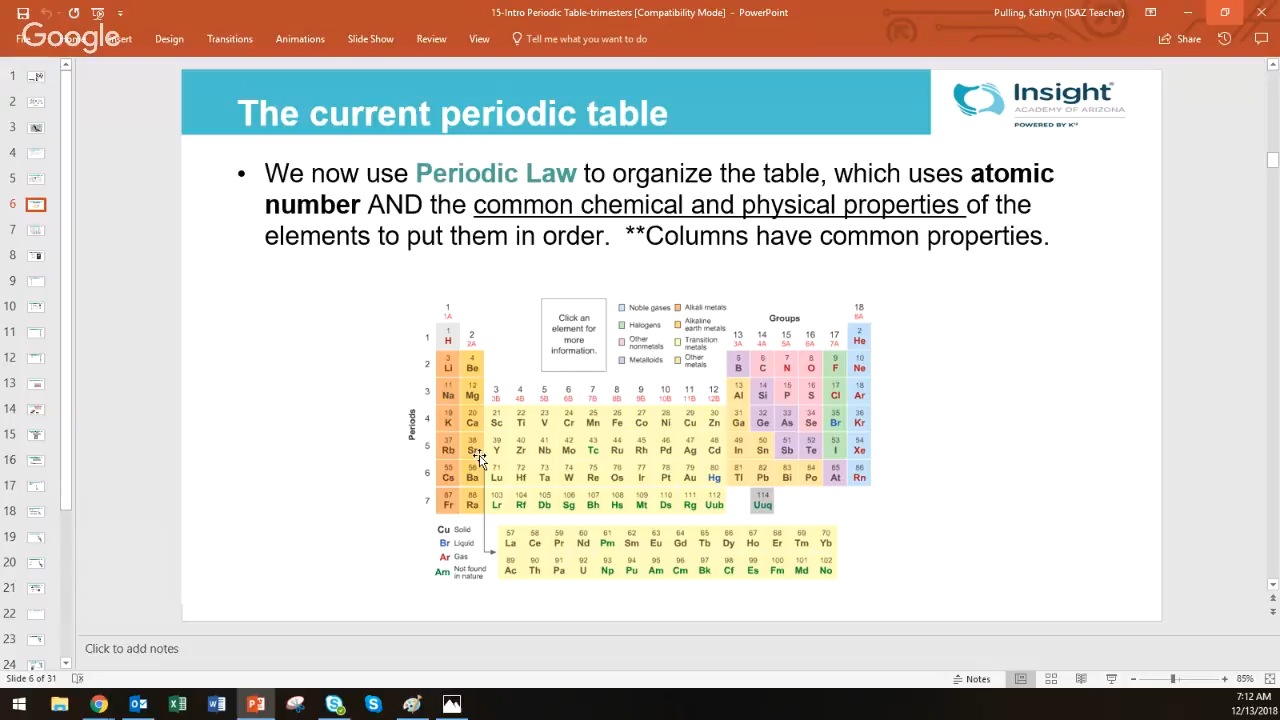 15-Intro Periodic Table-trimesters [Compatibility Mode] - PowerPoint
Pulling, Kathryn (ISAZ Teacher)
Google
Design Transitions Animations Slide Show Review View Tell me what you want to do
Share
The current periodic table
Insight
ACADEMY OF ARIZONA
POWERED BY K12
• We now use Periodic Law to organize the table, which uses atomic
number AND the common chemical and physical properties of the
elements to put them in order. **Columns have common properties.
Click an
element for
more
information.
Noble gases
Halogens
Other
nonmetals
Metalloids
Alkali metals
Alkaline
earth metals
Transition
metals
Other
metals
Groups
Periods
1 18
1A 8A
2 13 14 15 16 17
2A 3A 4A 5A 6A 7A
3 4 5 6 7 8 9 10 11 12
3B 4B 5B 6B 7B 8B 9B 10B 11B 12B
1 1 2
H He
2 3 4 5 6 7 8 9 10
Li Be B C N O F Ne
3 11 12 13 14 15 16 17 18
Na Mg Al Si P S Cl Ar
4 19 20 21 22 23 24 25 26 27 28 29 30 31 32 33 34 35 36
K Ca Sc Ti V Cr Mn Fe Co Ni Cu Zn Ga Ge As Se Br Kr
5 37 38 39 40 41 42 43 44 45 46 47 48 49 50 51 52 53 54
Rb Sr Y Zr Nb Mo Tc Ru Rh Pd Ag Cd In Sn Sb Te I Xe
6 55 56 71 72 73 74 75 76 77 78 79 80 81 82 83 84 85 86
Cs Ba Lu Hf Ta W Re Os Ir Pt Au Hg Tl Pb Bi Po At Rn
7 87 88 103 104 105 106 107 108 109 110 111 112 114
Fr Ra Lr Rf Db Sg Bh Hs Mt Ds Rg Uub Uuq
Cu Solid
Br Liquid
Ar Gas
Am Not found
in nature
57 58 59 60 61 62 63 64 65 66 67 68 69 70
La Ce Pr Nd Pm Sm Eu Gd Tb Dy Ho Er Tm Yb
89 90 91 92 93 94 95 96 97 98 99 100 101 102
Ac Th Pa U Np Pu Am Cm Bk Cf Es Fm Md No
1
2
3
4
5
6
7
8
9
10
11
12
13
14
15
16
17
18
19
20
21
22
23
24
Click to add notes
Slide 6 of 31
Notes
85%
7:12 AM
12/13/2018